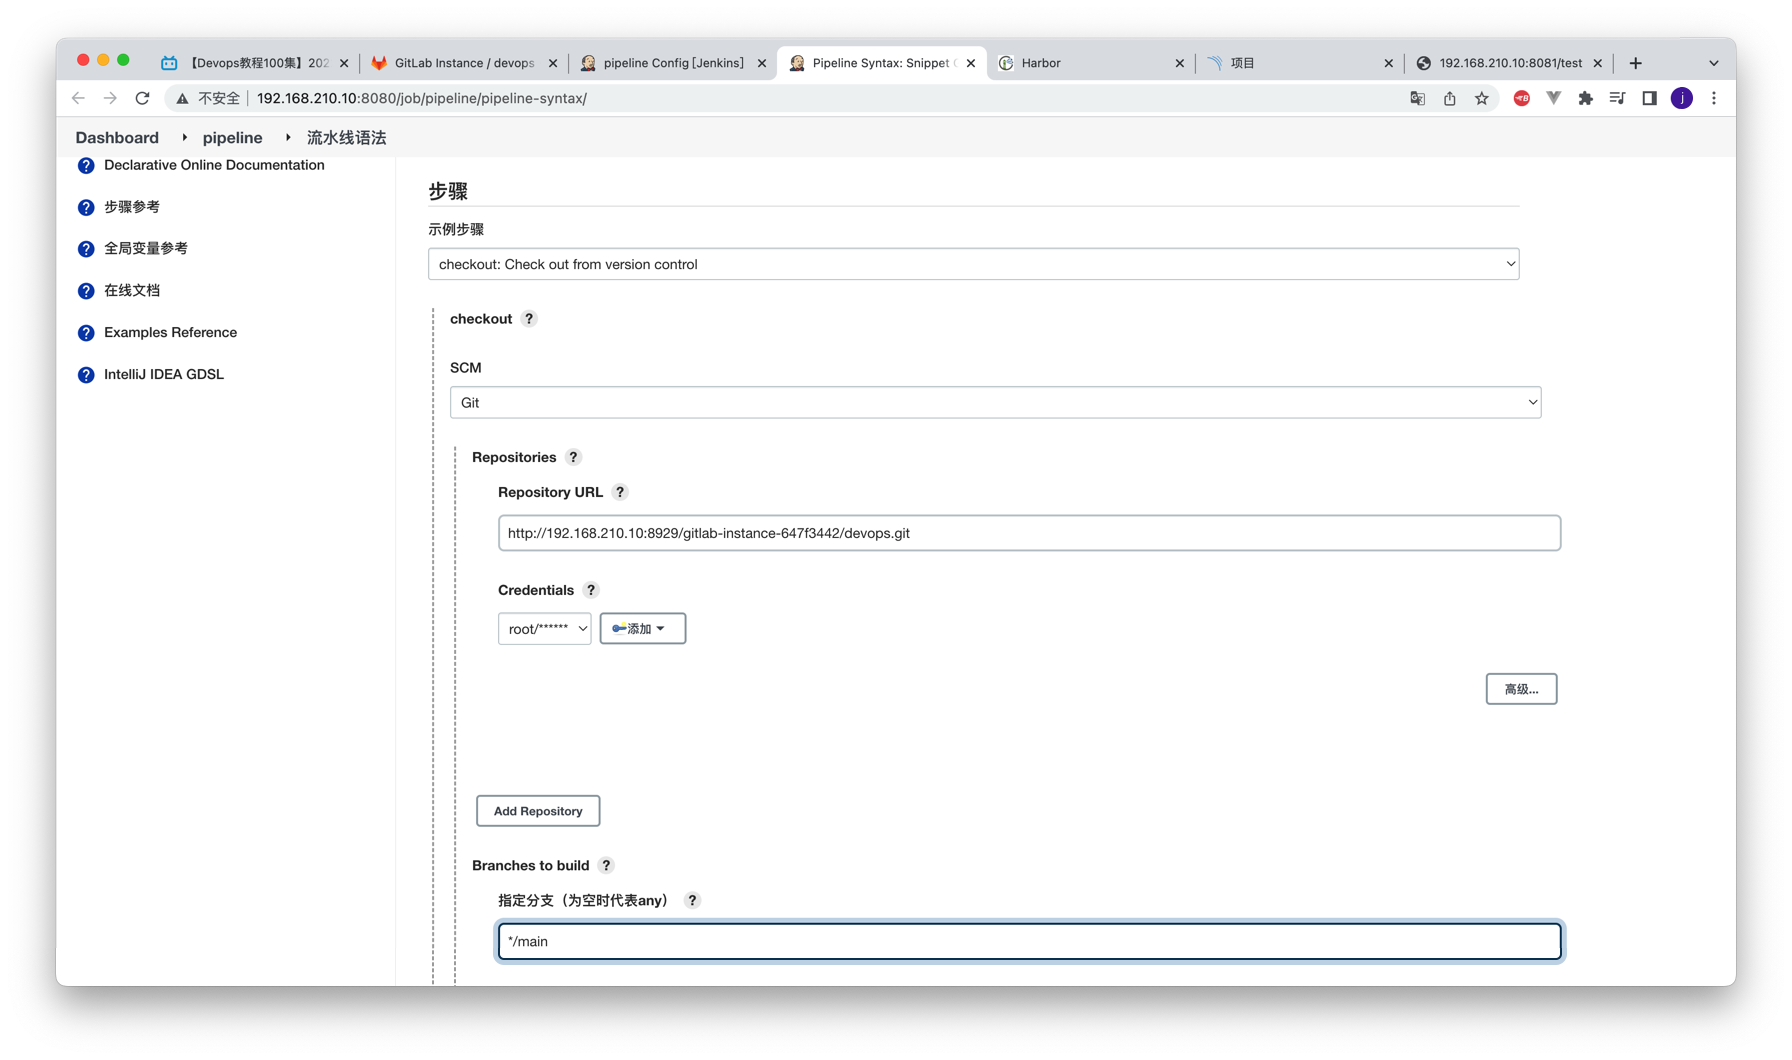 【Devops教程100集】202
GitLab Instance / devops
pipeline Config [Jenkins]
Pipeline Syntax: Snippet G
Harbor
项目
192.168.210.10:8081/test
不安全
192.168.210.10:8080/job/pipeline/pipeline-syntax/
j
Dashboard
pipeline
流水线语法
Declarative Online Documentation
步骤参考
全局变量参考
在线文档
Examples Reference
IntelliJ IDEA GDSL
步骤
示例步骤
checkout: Check out from version control
checkout ?
SCM
Git
Repositories ?
Repository URL ?
http://192.168.210.10:8929/gitlab-instance-647f3442/devops.git
Credentials ?
root/******
添加
高级...
Add Repository
Branches to build ?
指定分支（为空时代表any） ?
*/main